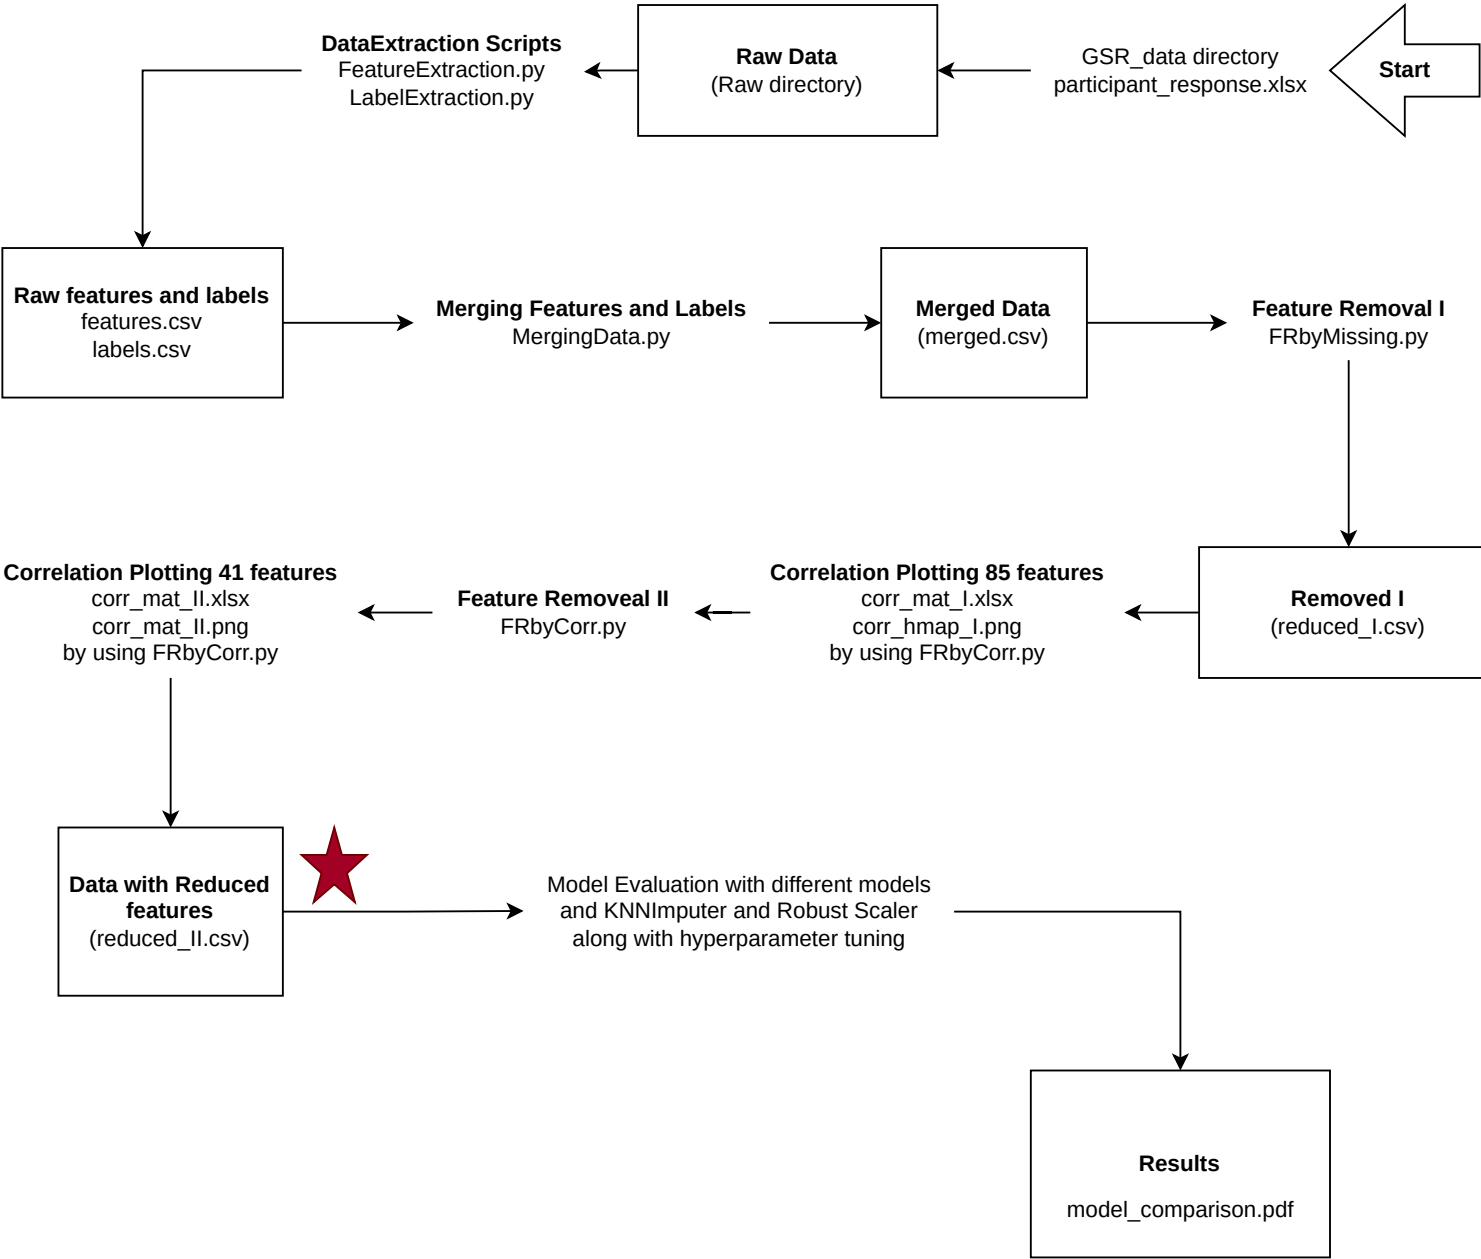 Start
GSR_data directory
participant_response.xlsx
Raw Data
(Raw directory)
DataExtraction Scripts
FeatureExtraction.py
LabelExtraction.py
Raw features and labels
features.csv
labels.csv
Merging Features and Labels
MergingData.py
Merged Data
(merged.csv)
Feature Removal I
FRbyMissing.py
Removed I
(reduced_I.csv)
Correlation Plotting 85 features
corr_mat_I.xlsx
corr_hmap_I.png
by using FRbyCorr.py
Feature Removeal II
FRbyCorr.py
Correlation Plotting 41 features
corr_mat_II.xlsx
corr_mat_II.png
by using FRbyCorr.py
Data with Reduced
features
(reduced_II.csv)
Model Evaluation with different models
and KNNImputer and Robust Scaler
along with hyperparameter tuning
Results
model_comparison.pdf